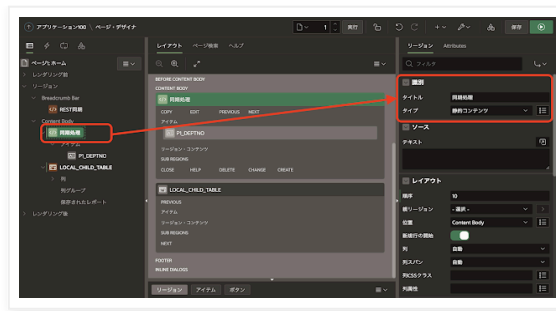 アプリケーション106 \ ページ・デザイナ
1
実行
保存
レイアウト ページ検索 ヘルプ
リージョン Attributes
フィルタ
ページ1: ホーム
レンダリング前
リージョン
Breadcrumb Bar
REST同期
Content Body
同期処理
アイテム
P1_DEPTNO
LOCAL_CHILD_TABLE
列
列グループ
保存されたレポート
レンダリング後
BEFORE CONTENT BODY
CONTENT BODY
同期処理
COPY EDIT PREVIOUS NEXT
アイテム
P1_DEPTNO
リージョン・コンテンツ
SUB REGIONS
CLOSE HELP DELETE CHANGE CREATE
LOCAL_CHILD_TABLE
PREVIOUS
アイテム
リージョン・コンテンツ
SUB REGIONS
NEXT
FOOTER
INLINE DIALOGS
リージョン アイテム ボタン
識別
タイトル 同期処理
タイプ 静的コンテンツ
ソース
テキスト
レイアウト
順序 10
親リージョン - 選択 -
位置 Content Body
新規行の開始
列 自動
列スパン 自動
列CSSクラス
列属性